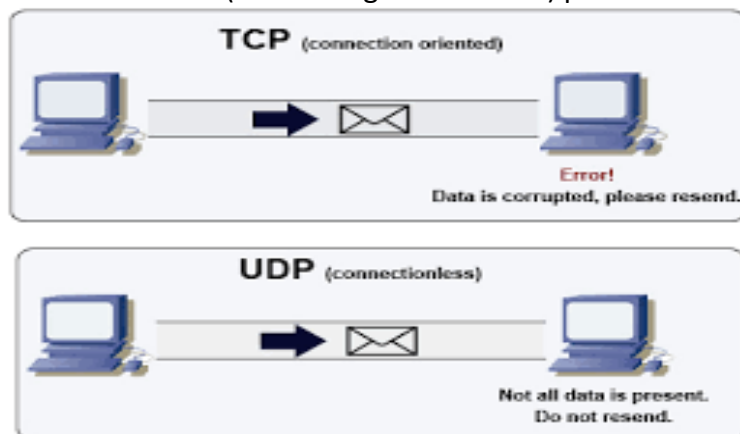 TCP (connection oriented)
Error!
Data is corrupted, please resend.
UDP (connectionless)
Not all data is present.
Do not resend.